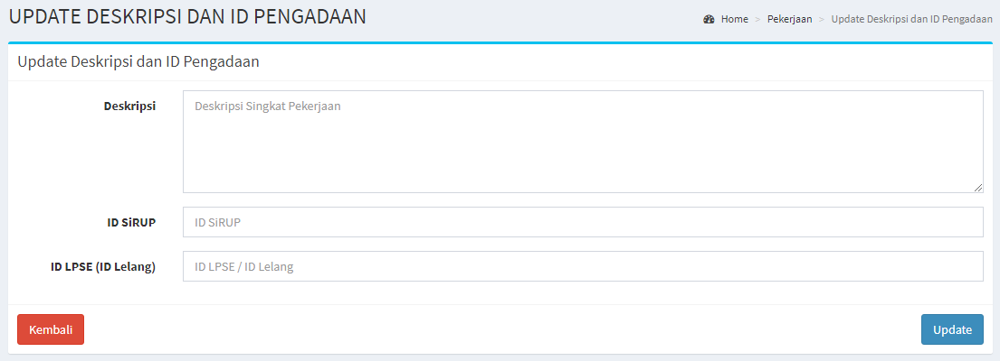 UPDATE DESKRIPSI DAN ID PENGADAAN
Home > Pekerjaan > Update Deskripsi dan ID Pengadaan
Update Deskripsi dan ID Pengadaan
Deskripsi
Deskripsi Singkat Pekerjaan
ID SiRUP
ID SiRUP
ID LPSE (ID Lelang)
ID LPSE / ID Lelang
Kembali
Update